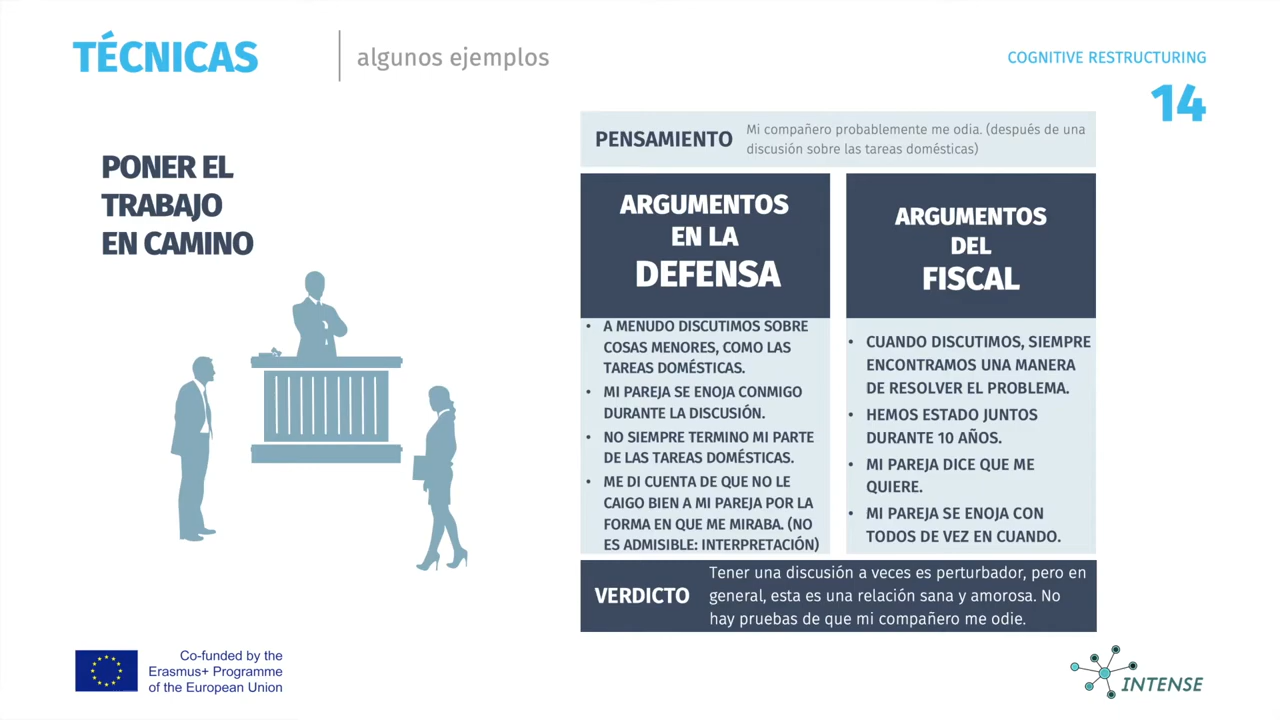 TÉCNICAS
algunos ejemplos
COGNITIVE RESTRUCTURING
14
PONER EL
TRABAJO
EN CAMINO
PENSAMIENTO
Mi compañero probablemente me odia. (después de una
discusión sobre las tareas domésticas)
ARGUMENTOS
EN LA
DEFENSA
• A MENUDO DISCUTIMOS SOBRE
COSAS MENORES, COMO LAS
TAREAS DOMÉSTICAS.
• MI PAREJA SE ENOJA CONMIGO
DURANTE LA DISCUSIÓN.
• NO SIEMPRE TERMINO MI PARTE
DE LAS TAREAS DOMÉSTICAS.
• ME DI CUENTA DE QUE NO LE
CAIGO BIEN A MI PAREJA POR LA
FORMA EN QUE ME MIRABA. (NO
ES ADMISIBLE: INTERPRETACIÓN)
ARGUMENTOS
DEL
FISCAL
• CUANDO DISCUTIMOS, SIEMPRE
ENCONTRAMOS UNA MANERA
DE RESOLVER EL PROBLEMA.
• HEMOS ESTADO JUNTOS
DURANTE 10 AÑOS.
• MI PAREJA DICE QUE ME
QUIERE.
• MI PAREJA SE ENOJA CON
TODOS DE VEZ EN CUANDO.
VERDICTO
Tener una discusión a veces es perturbador, pero en
general, esta es una relación sana y amorosa. No
hay pruebas de que mi compañero me odie.
Co-funded by the
Erasmus+ Programme
of the European Union
INTENSE